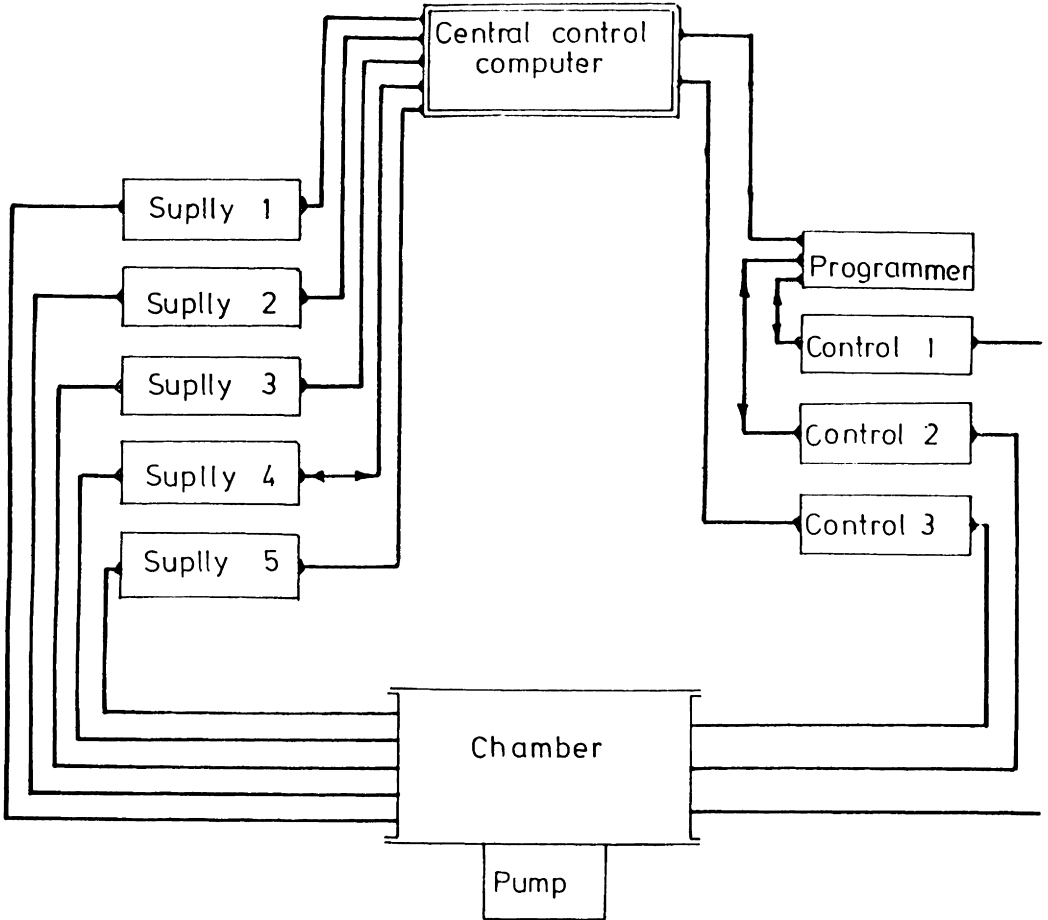 Central control
computer
Suplly 1
Suplly 2
Suplly 3
Suplly 4
Suplly 5
Programmer
Control 1
Control 2
Control 3
Chamber
Pump